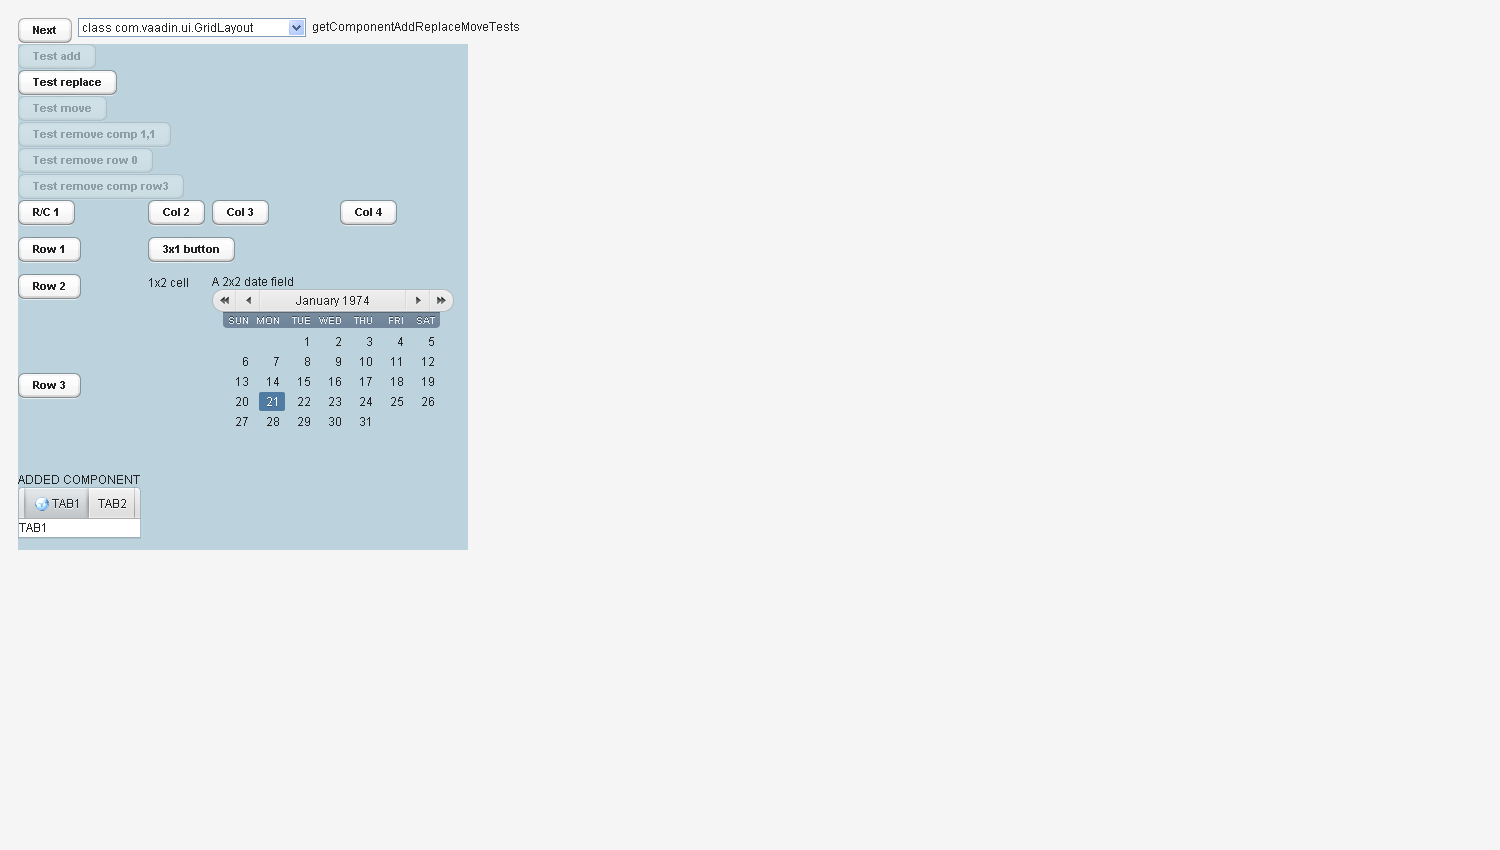 Next class com.vaadin.ui.GridLayout getComponentAddReplaceMoveTests
Test add
Test replace
Test move
Test remove comp 1,1
Test remove row 0
Test remove comp row3
R/C 1 Col 2 Col 3 Col 4
Row 1 3x1 button
Row 2 1x2 cell A 2x2 date field
January 1974
SUN MON TUE WED THU FRI SAT
1 2 3 4 5
6 7 8 9 10 11 12
13 14 15 16 17 18 19
Row 3
20 21 22 23 24 25 26
27 28 29 30 31
ADDED COMPONENT
TAB1 TAB2
TAB1